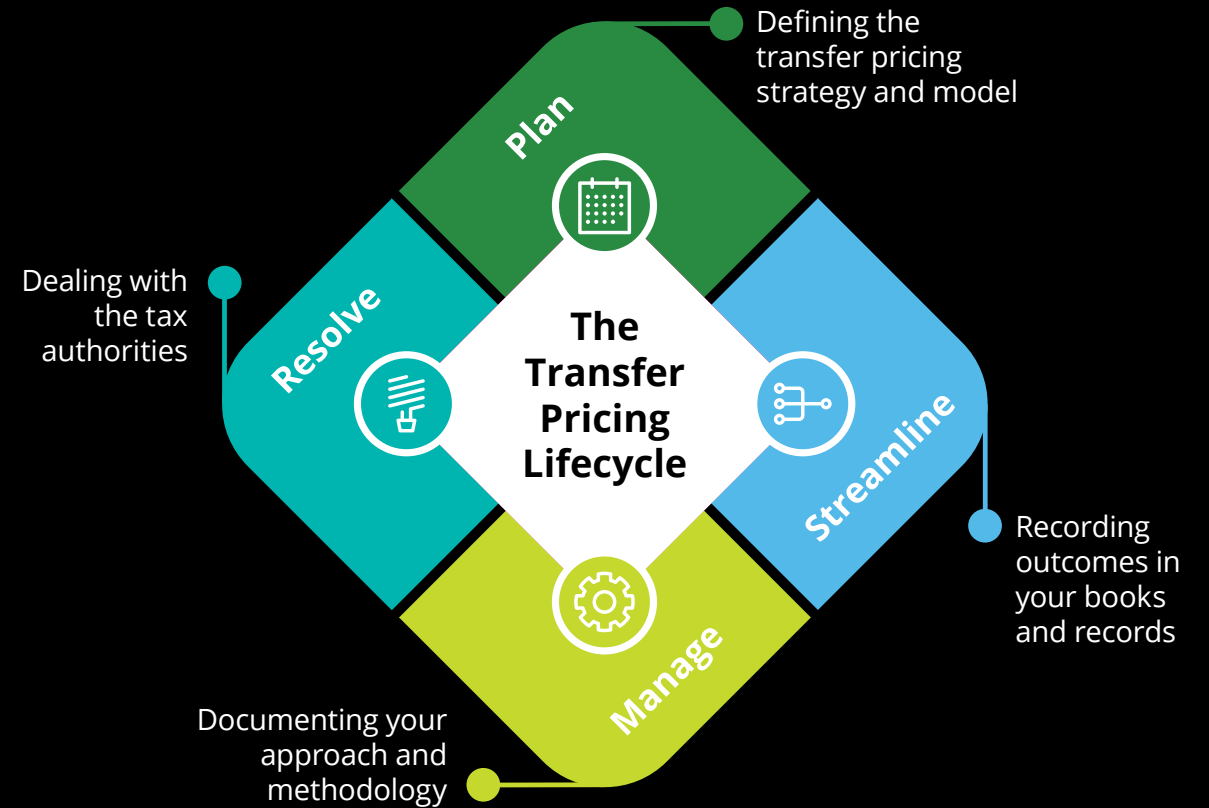 Defining the
transfer pricing
strategy and model
Plan
Dealing with
the tax
authorities
Resolve
The
Transfer
Pricing
Lifecycle
Streamline
Recording
outcomes in
your books
and records
Manage
Documenting your
approach and
methodology